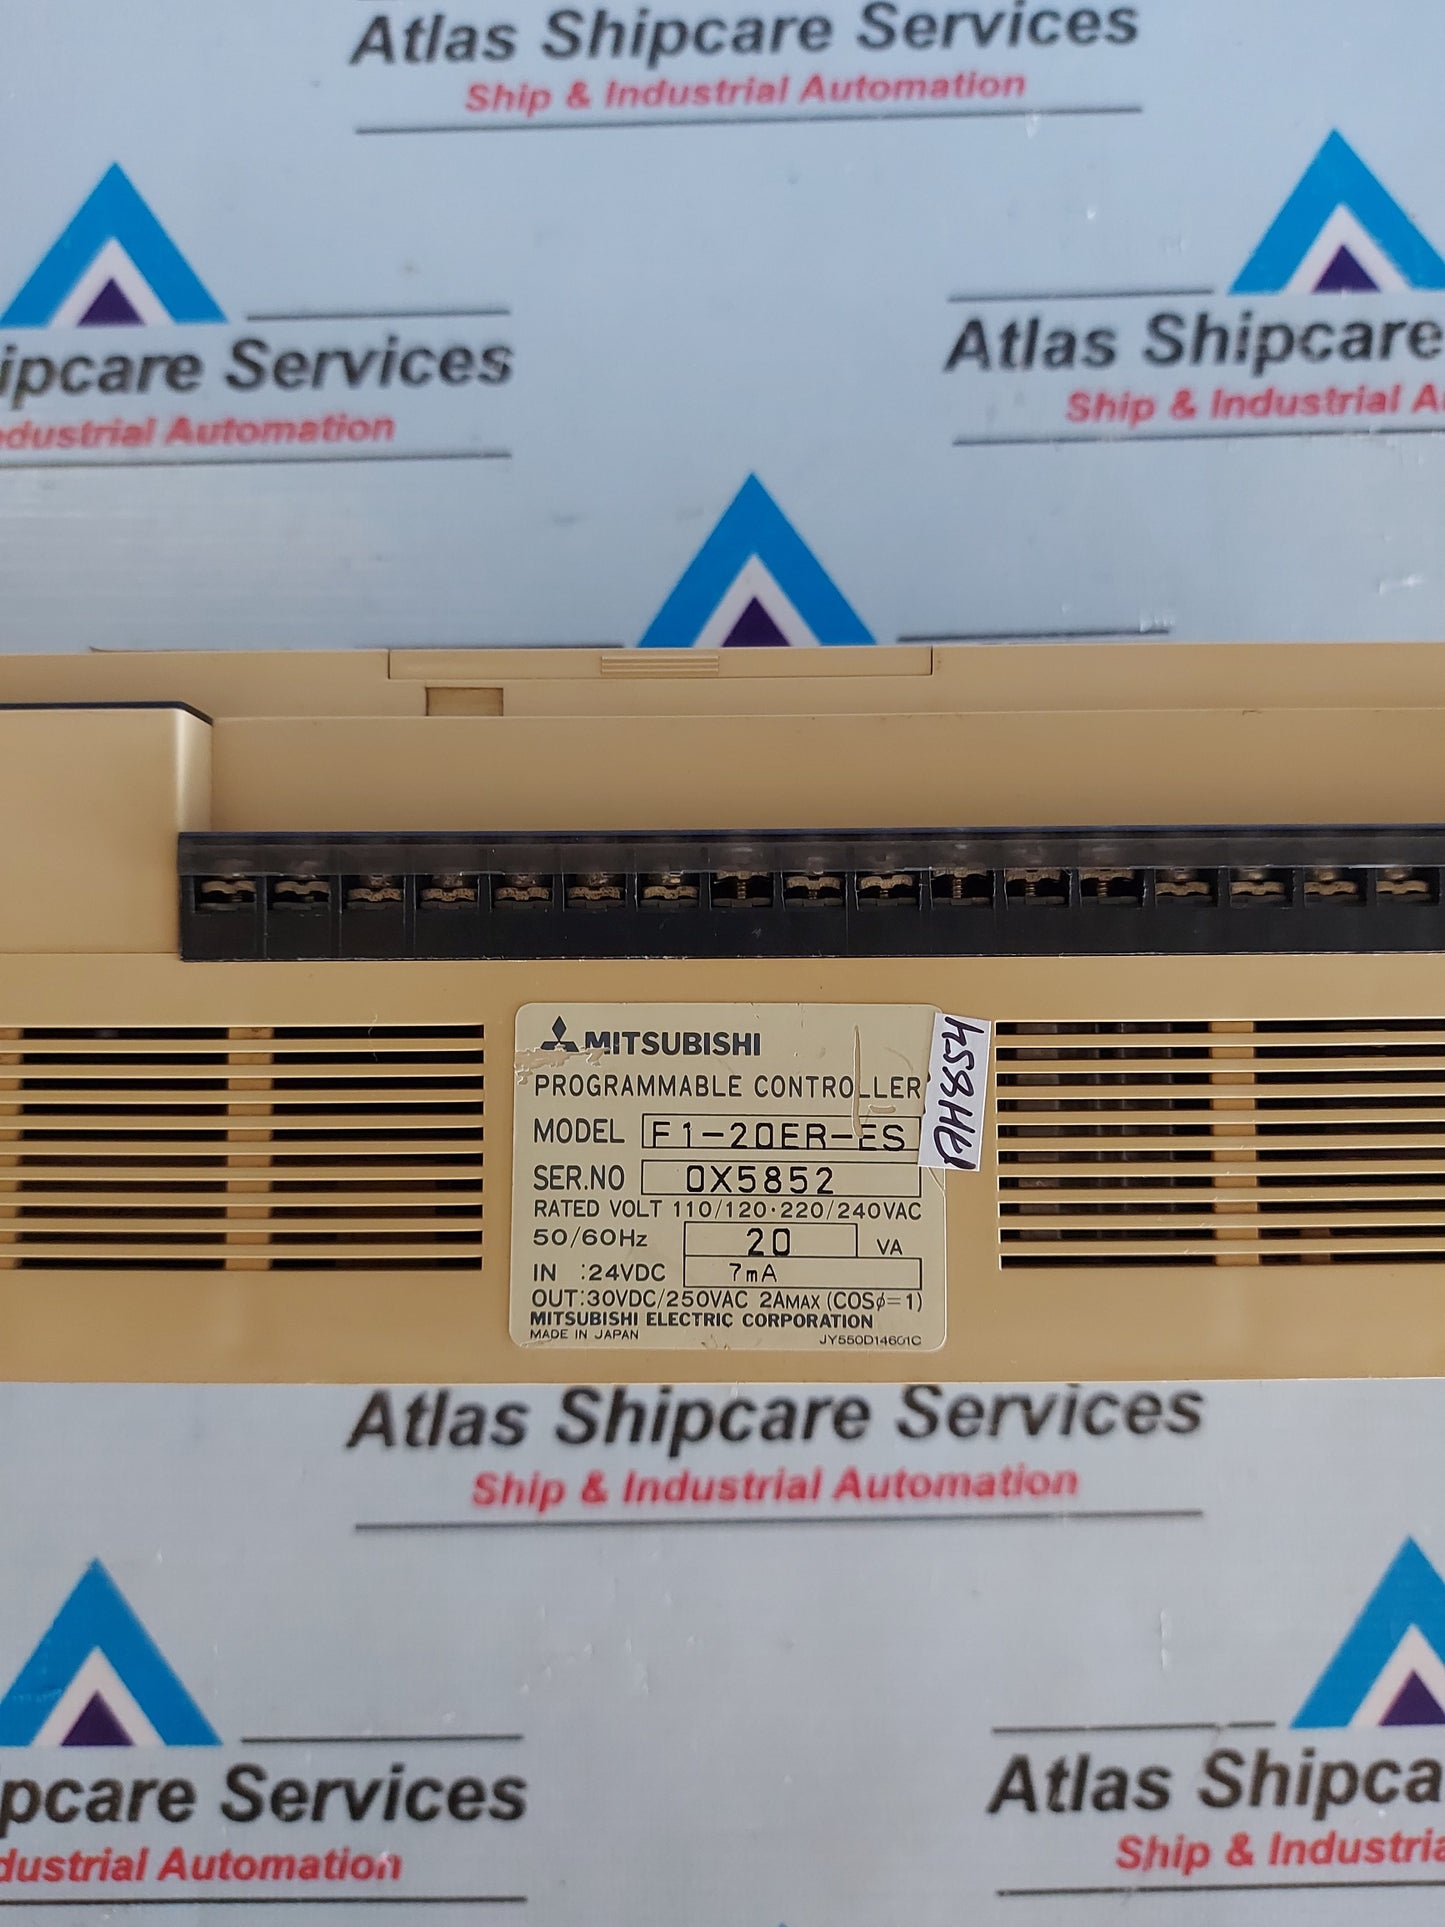 Atlas Shipcare Services
Ship & Industrial Automation
ipcare Services
dustrial Automation
Atlas Shipcare
Ship & Industrial A
MITSUBISHI
PROGRAMMABLE CONTROLLER
MODEL F1-20ER-ES
SER.NO 0X5852
RATED VOLT 110/120·220/240VAC
50/60Hz 20 VA
IN :24VDC 7mA
OUT:30VDC/250VAC 2AMAX (COSφ=1)
MITSUBISHI ELECTRIC CORPORATION
MADE IN JAPAN JY550D14601C
Atlas Shipcare Services
Ship & Industrial Automation
pcare Services
dustrial Automation
Atlas Shipca
Ship & Industria